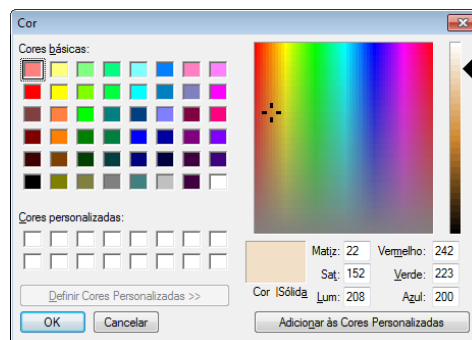 Cor
Cores básicas:
Cores personalizadas:
Definir Cores Personalizadas >>
OK Cancelar
Cor |Sólida
Matiz: 22 Vermelho: 242
Sat: 152 Verde: 223
Lum: 208 Azul: 200
Adicionar às Cores Personalizadas